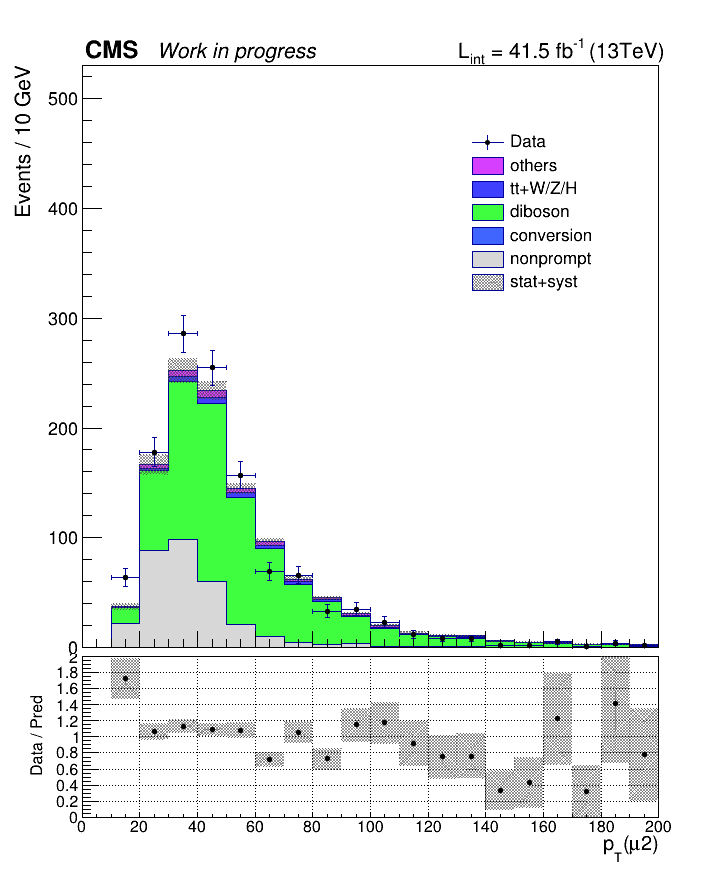 CMS Work in progress L_int = 41.5 fb^-1 (13TeV)
Events / 10 GeV
500
400
300
200
100
0
Data
others
tt+W/Z/H
diboson
conversion
nonprompt
stat+syst
Data / Pred
2
1.8
1.6
1.4
1.2
1
0.8
0.6
0.4
0.2
0
0 20 40 60 80 100 120 140 160 180 200
p_T(μ2)